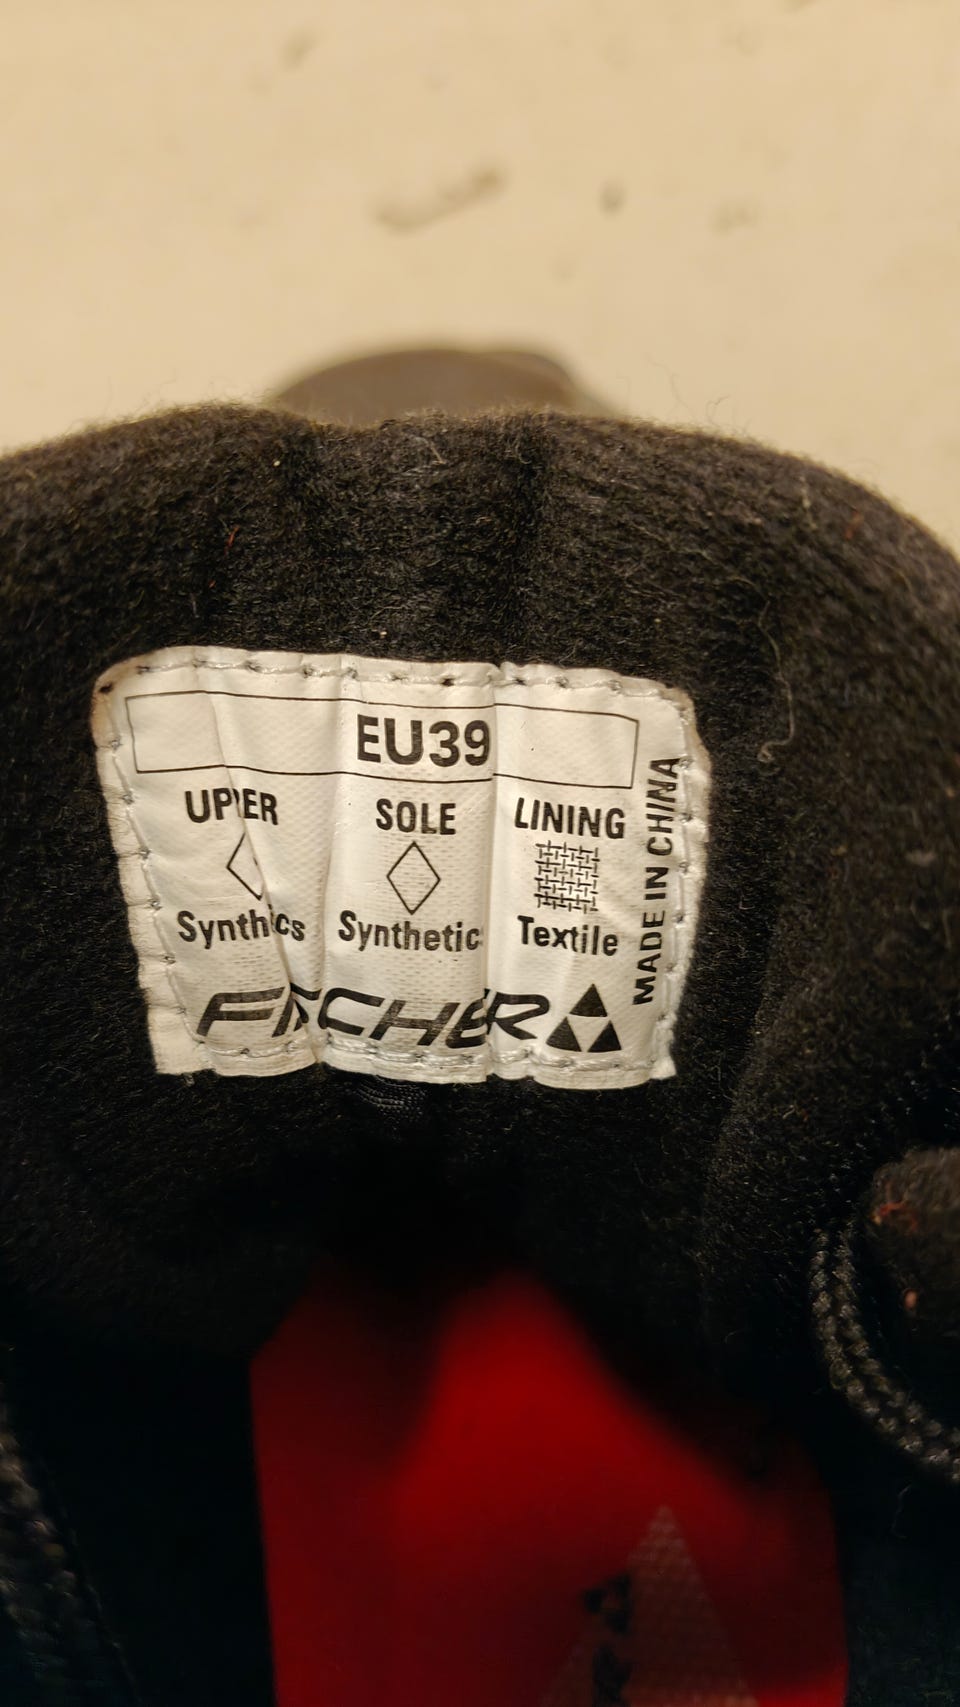 EU39
UPPER SOLE LINING
Synthetics Synthetic Textile
FISCHER
MADE IN CHINA